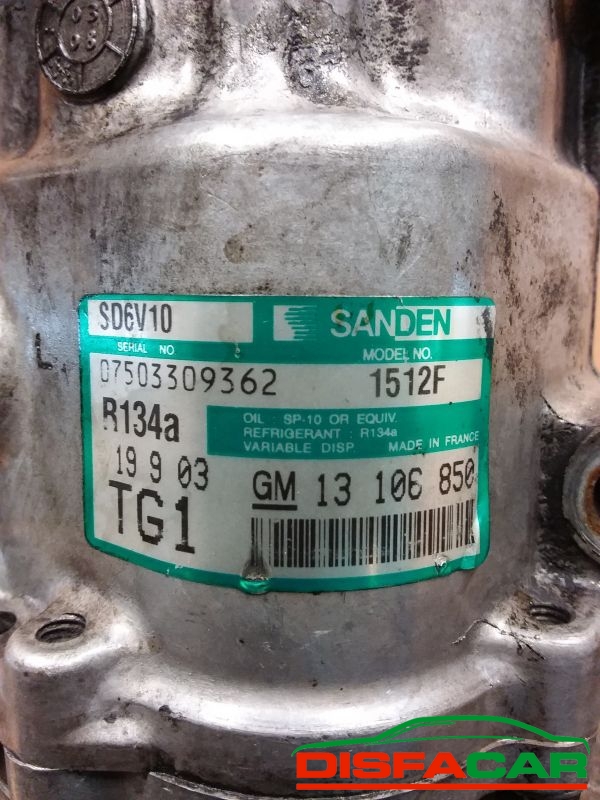 SD6V10 SANDEN
SERIAL NO MODEL NO.
07503309362 1512F
R134a
OIL : SP-10 OR EQUIV.
REFRIGERANT : R134a
VARIABLE DISP. MADE IN FRANCE
19 9 03
GM 13 106 850
TG1
DISFACAR